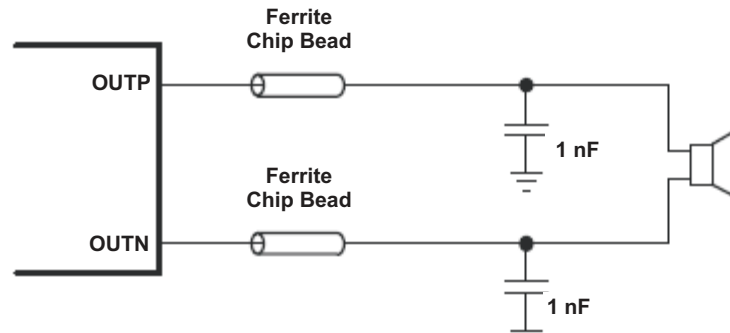 Ferrite
Chip Bead
OUTP
1 nF
Ferrite
Chip Bead
OUTN
1 nF